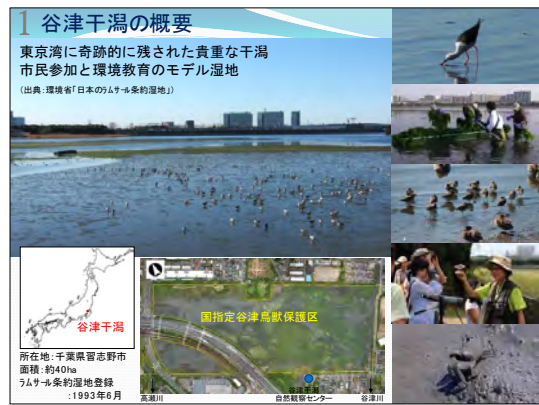 1 谷津干潟の概要
東京湾に奇跡的に残された貴重な干潟
市民参加と環境教育のモデル湿地
(出典:環境省「日本のﾗﾑｻｰﾙ条約湿地」)
谷津干潟
所在地:千葉県習志野市
面積:約40ha
ﾗﾑｻｰﾙ条約湿地登録
:1993年6月
国指定谷津鳥獣保護区
高瀬川
谷津干潟
自然観察センター
谷津川